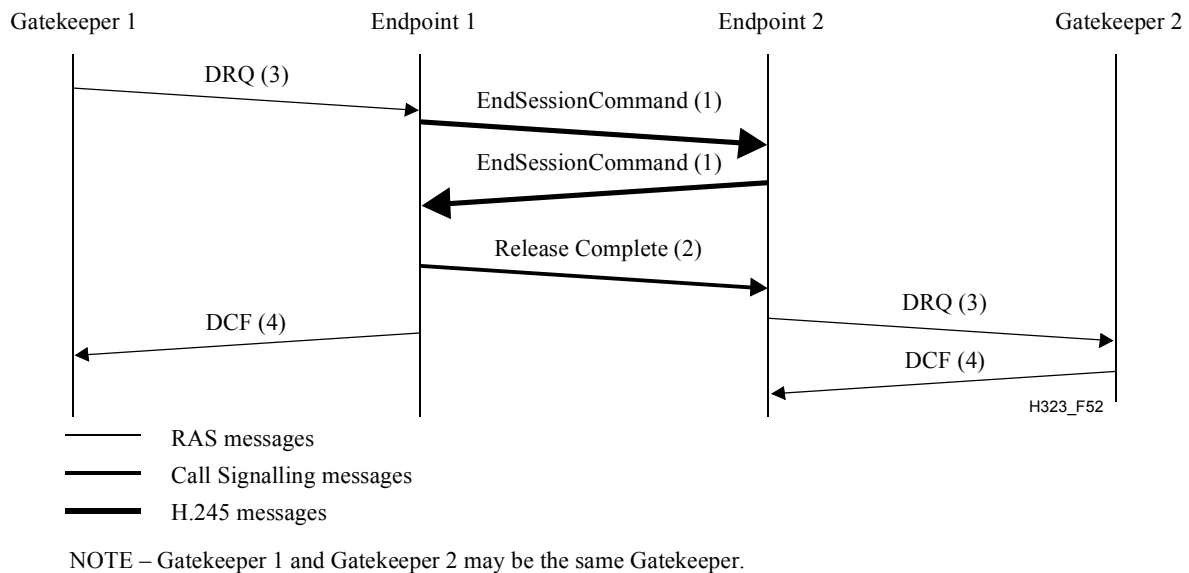 Gatekeeper 1 Endpoint 1 Endpoint 2 Gatekeeper 2
DRQ (3)
EndSessionCommand (1)
EndSessionCommand (1)
Release Complete (2)
DRQ (3)
DCF (4)
DCF (4)
H323_F52
RAS messages
Call Signalling messages
H.245 messages
NOTE – Gatekeeper 1 and Gatekeeper 2 may be the same Gatekeeper.